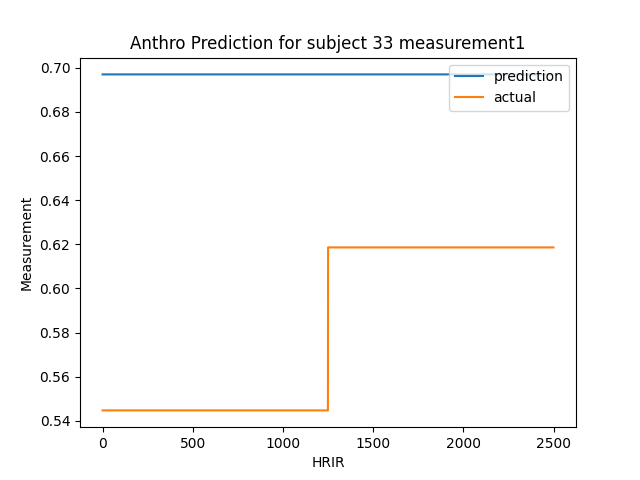 Anthro Prediction for subject 33 measurement1
prediction
actual
0.70
0.68
0.66
0.64
0.62
0.60
0.58
0.56
0.54
Measurement
0 500 1000 1500 2000 2500
HRIR